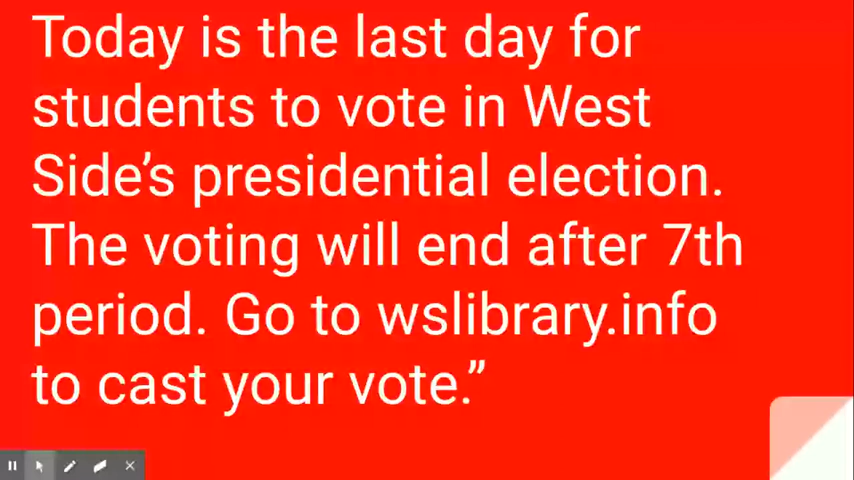 Today is the last day for
students to vote in West
Side’s presidential election.
The voting will end after 7th
period. Go to wslibrary.info
to cast your vote.”